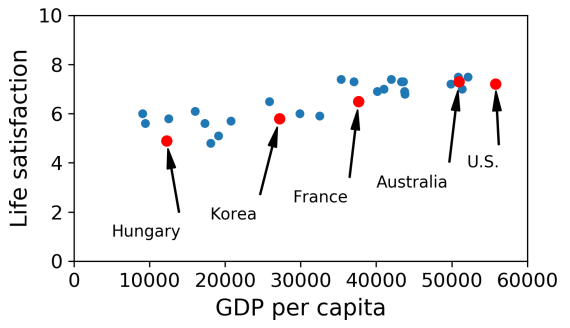 10
8
6
4
2
0
Life satisfaction
Hungary
Korea
France
Australia
U.S.
0 10000 20000 30000 40000 50000 60000
GDP per capita